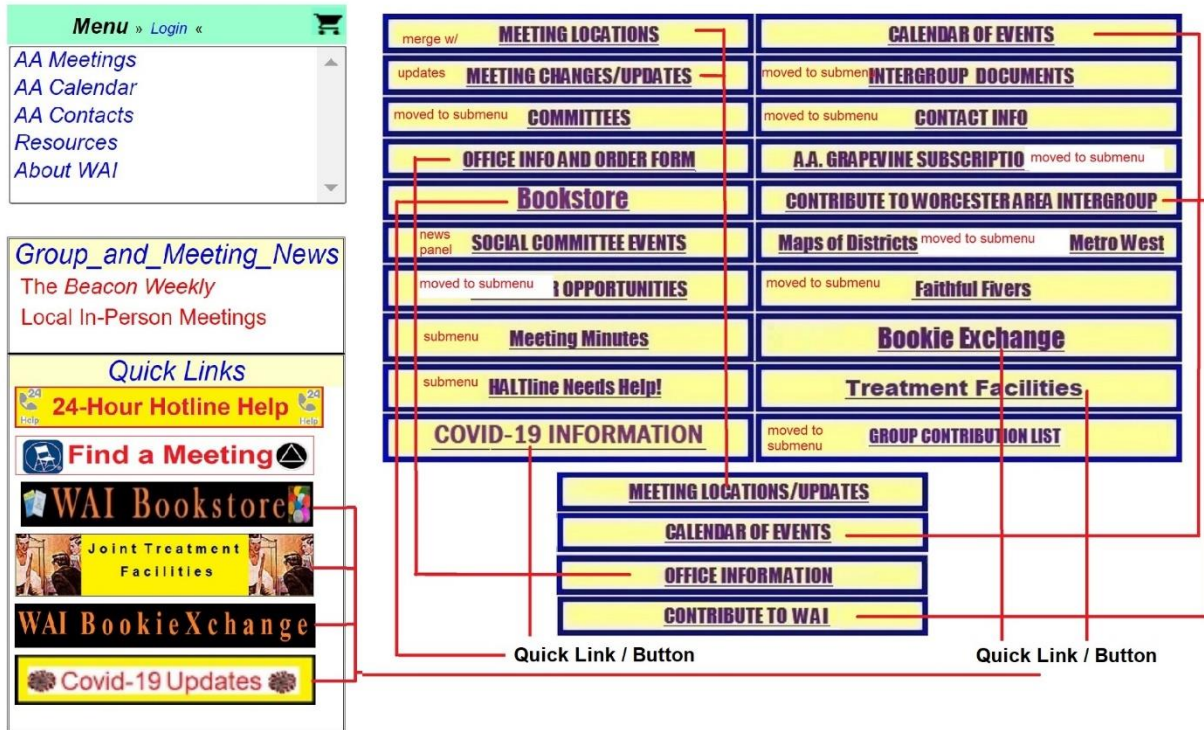 Menu » Login «
AA Meetings
AA Calendar
AA Contacts
Resources
About WAI
Group_and_Meeting_News
The Beacon Weekly
Local In-Person Meetings
Quick Links
24 Help 24-Hour Hotline Help 24 Help
Find a Meeting
WAI Bookstore
Joint Treatment
Facilities
WAI BookieXchange
Covid-19 Updates
merge w/ MEETING LOCATIONS
CALENDAR OF EVENTS
updates MEETING CHANGES/UPDATES
moved to submenu INTERGROUP DOCUMENTS
moved to submenu COMMITTEES
moved to submenu CONTACT INFO
OFFICE INFO AND ORDER FORM
A.A. GRAPEVINE SUBSCRIPTIO moved to submenu
Bookstore
CONTRIBUTE TO WORCESTER AREA INTERGROUP
news
panel SOCIAL COMMITTEE EVENTS
Maps of Districts moved to submenu Metro West
moved to submenu R OPPORTUNITIES
moved to submenu Faithful Fivers
submenu Meeting Minutes
Bookie Exchange
submenu HALTline Needs Help!
Treatment Facilities
COVID-19 INFORMATION
moved to
submenu GROUP CONTRIBUTION LIST
MEETING LOCATIONS/UPDATES
CALENDAR OF EVENTS
OFFICE INFORMATION
CONTRIBUTE TO WAI
Quick Link / Button
Quick Link / Button